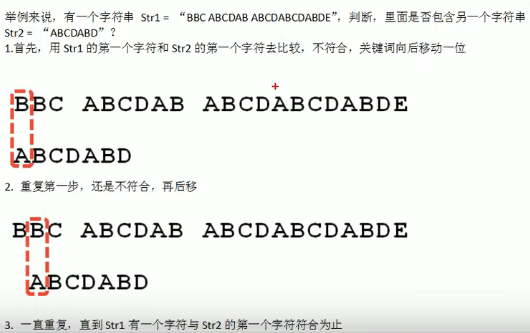 举例来说，有一个字符串 Str1 = “BBC ABCDAB ABCDABCDABDE”，判断，里面是否包含另一个字符串
Str2 = “ABCDABD”？
1.首先，用 Str1 的第一个字符和 Str2 的第一个字符去比较，不符合，关键词向后移动一位
BBC ABCDAB ABCDABCDABDE
ABCDABD
2. 重复第一步，还是不符合，再后移
BBC ABCDAB ABCDABCDABDE
ABCDABD
3. 一直重复，直到 Str1 有一个字符与 Str2 的第一个字符符合为止